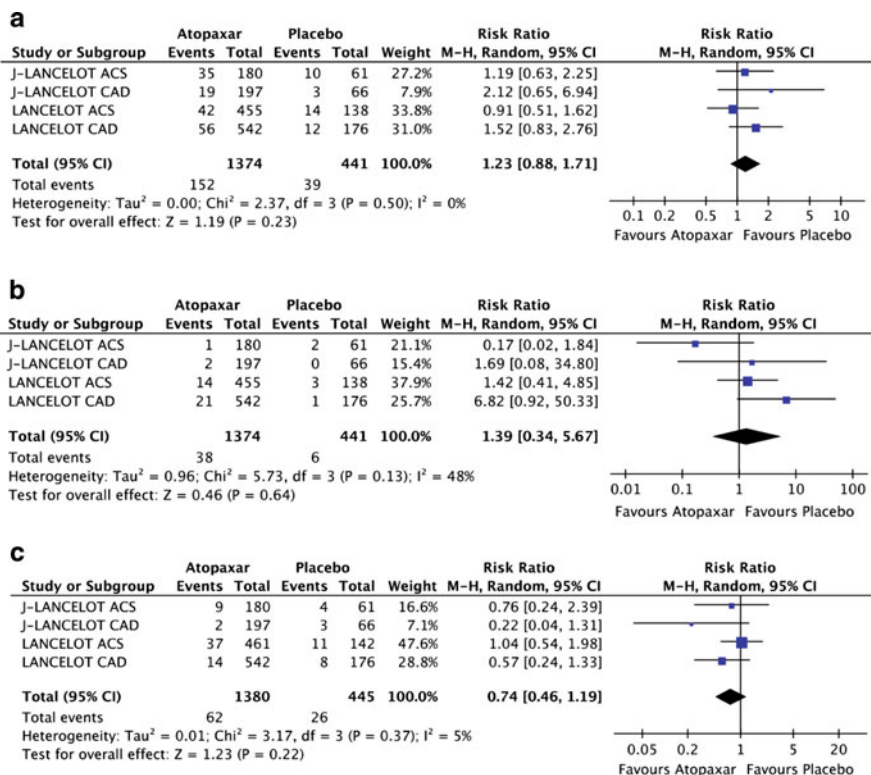 a
Atopaxar Placebo Risk Ratio Risk Ratio
Study or Subgroup Events Total Events Total Weight M-H, Random, 95% CI M-H, Random, 95% CI
J-LANCELOT ACS 35 180 10 61 27.2% 1.19 [0.63, 2.25]
J-LANCELOT CAD 19 197 3 66 7.9% 2.12 [0.65, 6.94]
LANCELOT ACS 42 455 14 138 33.8% 0.91 [0.51, 1.62]
LANCELOT CAD 56 542 12 176 31.0% 1.52 [0.83, 2.76]
Total (95% CI) 1374 441 100.0% 1.23 [0.88, 1.71]
Total events 152 39
Heterogeneity: Tau² = 0.00; Chi² = 2.37, df = 3 (P = 0.50); I² = 0%
Test for overall effect: Z = 1.19 (P = 0.23)
0.1 0.2 0.5 1 2 5 10
Favours Atopaxar Favours Placebo
b
Atopaxar Placebo Risk Ratio Risk Ratio
Study or Subgroup Events Total Events Total Weight M-H, Random, 95% CI M-H, Random, 95% CI
J-LANCELOT ACS 1 180 2 61 21.1% 0.17 [0.02, 1.84]
J-LANCELOT CAD 2 197 0 66 15.4% 1.69 [0.08, 34.80]
LANCELOT ACS 14 455 3 138 37.9% 1.42 [0.41, 4.85]
LANCELOT CAD 21 542 1 176 25.7% 6.82 [0.92, 50.33]
Total (95% CI) 1374 441 100.0% 1.39 [0.34, 5.67]
Total events 38 6
Heterogeneity: Tau² = 0.96; Chi² = 5.73, df = 3 (P = 0.13); I² = 48%
Test for overall effect: Z = 0.46 (P = 0.64)
0.01 0.1 1 10 100
Favours Atopaxar Favours Placebo
c
Atopaxar Placebo Risk Ratio Risk Ratio
Study or Subgroup Events Total Events Total Weight M-H, Random, 95% CI M-H, Random, 95% CI
J-LANCELOT ACS 9 180 4 61 16.6% 0.76 [0.24, 2.39]
J-LANCELOT CAD 2 197 3 66 7.1% 0.22 [0.04, 1.31]
LANCELOT ACS 37 461 11 142 47.6% 1.04 [0.54, 1.98]
LANCELOT CAD 14 542 8 176 28.8% 0.57 [0.24, 1.33]
Total (95% CI) 1380 445 100.0% 0.74 [0.46, 1.19]
Total events 62 26
Heterogeneity: Tau² = 0.01; Chi² = 3.17, df = 3 (P = 0.37); I² = 5%
Test for overall effect: Z = 1.23 (P = 0.22)
0.05 0.2 1 5 20
Favours Atopaxar Favours Placebo